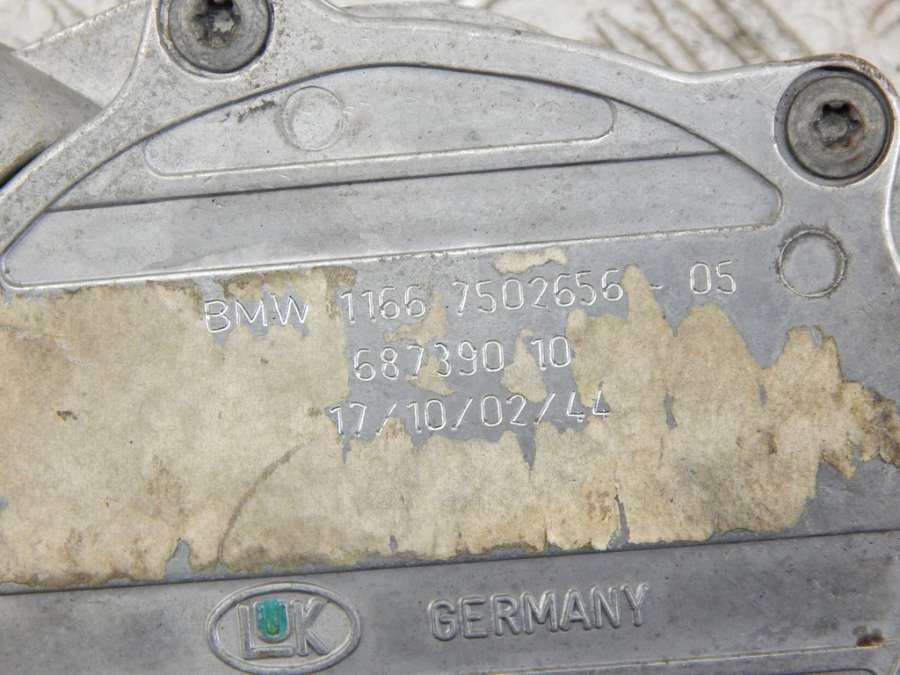 BMW 1166 7502656 - 05
687390 10
17/10/02/44
LUK GERMANY